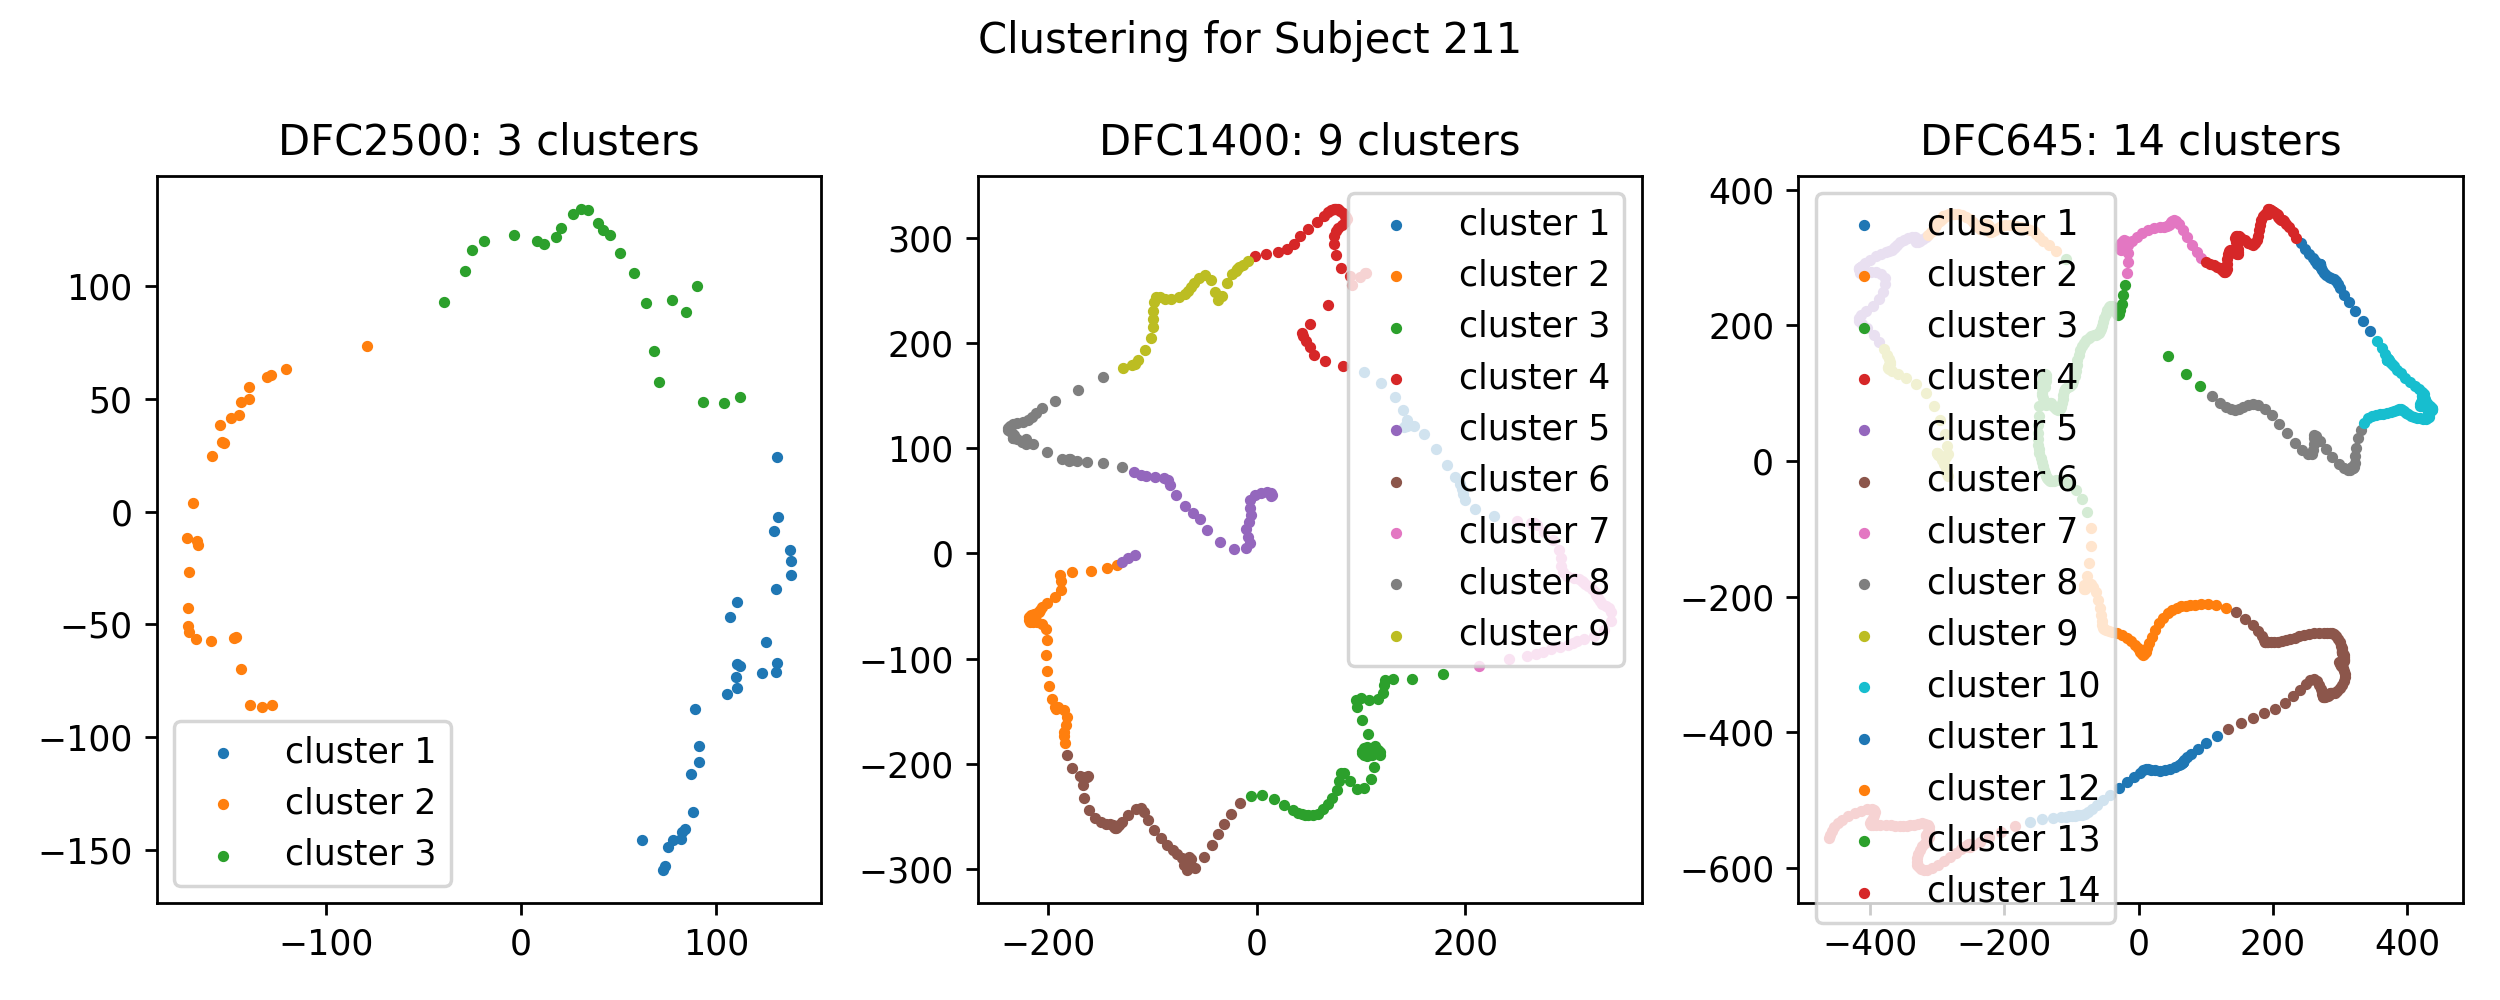 Clustering for Subject 211
DFC2500: 3 clusters
100
50
0
−50
−100
−150
−100
0
100
cluster 1
cluster 2
cluster 3
DFC1400: 9 clusters
300
200
100
0
−100
−200
−300
−200
0
200
cluster 1
cluster 2
cluster 3
cluster 4
cluster 5
cluster 6
cluster 7
cluster 8
cluster 9
DFC645: 14 clusters
400
200
0
−200
−400
−600
−400
−200
0
200
400
cluster 1
cluster 2
cluster 3
cluster 4
cluster 5
cluster 6
cluster 7
cluster 8
cluster 9
cluster 10
cluster 11
cluster 12
cluster 13
cluster 14